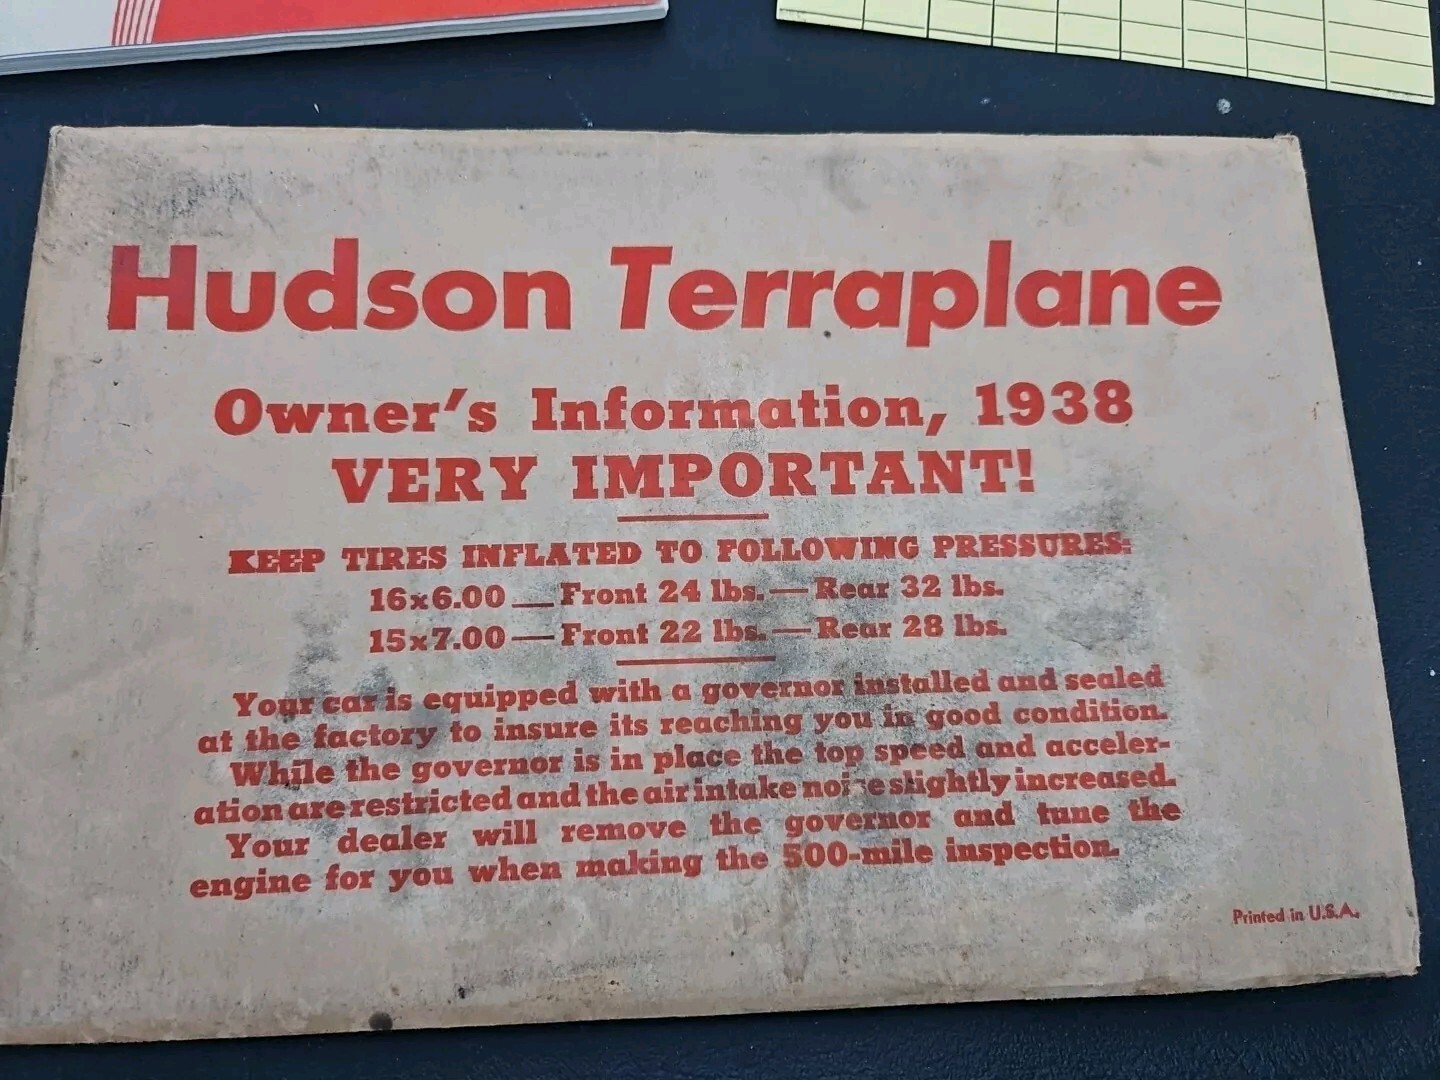 Hudson Terraplane
Owner's Information, 1938
VERY IMPORTANT!
KEEP TIRES INFLATED TO FOLLOWING PRESSURES:
16x6.00 — Front 24 lbs. — Rear 32 lbs.
15x7.00 — Front 22 lbs. — Rear 28 lbs.
Your car is equipped with a governor installed and sealed
at the factory to insure its reaching you in good condition.
While the governor is in place the top speed and acceler-
ation are restricted and the air intake noise slightly increased.
Your dealer will remove the governor and tune the
engine for you when making the 500-mile inspection.
Printed in U.S.A.